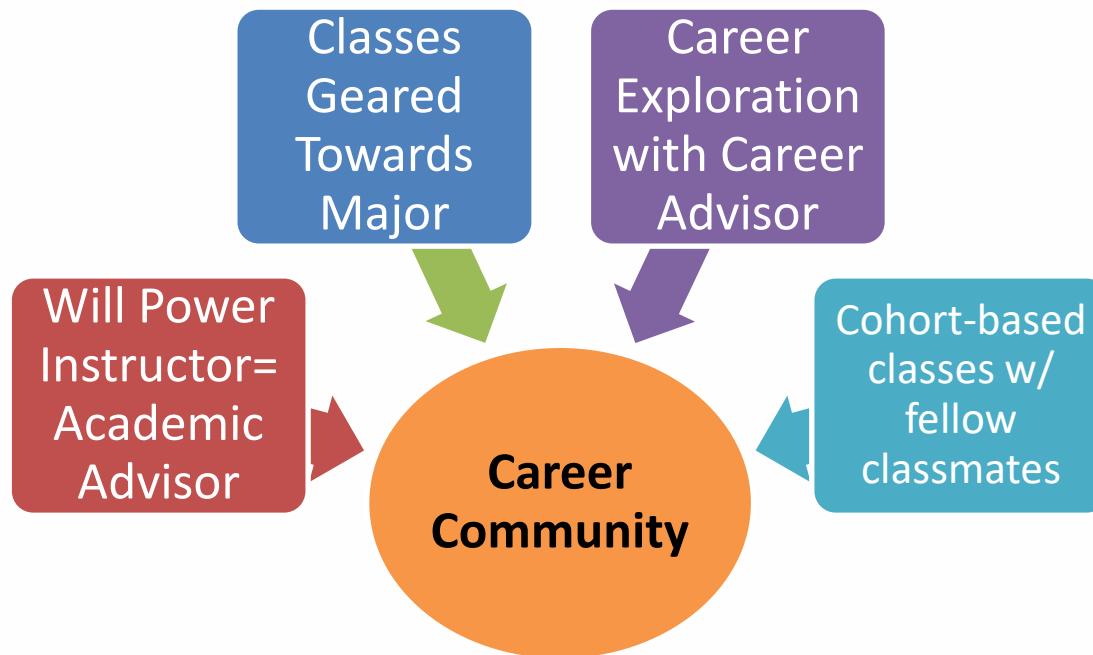 Classes
Geared
Towards
Major
Career
Exploration
with Career
Advisor
Will Power
Instructor=
Academic
Advisor
Cohort-based
classes w/
fellow
classmates
Career
Community